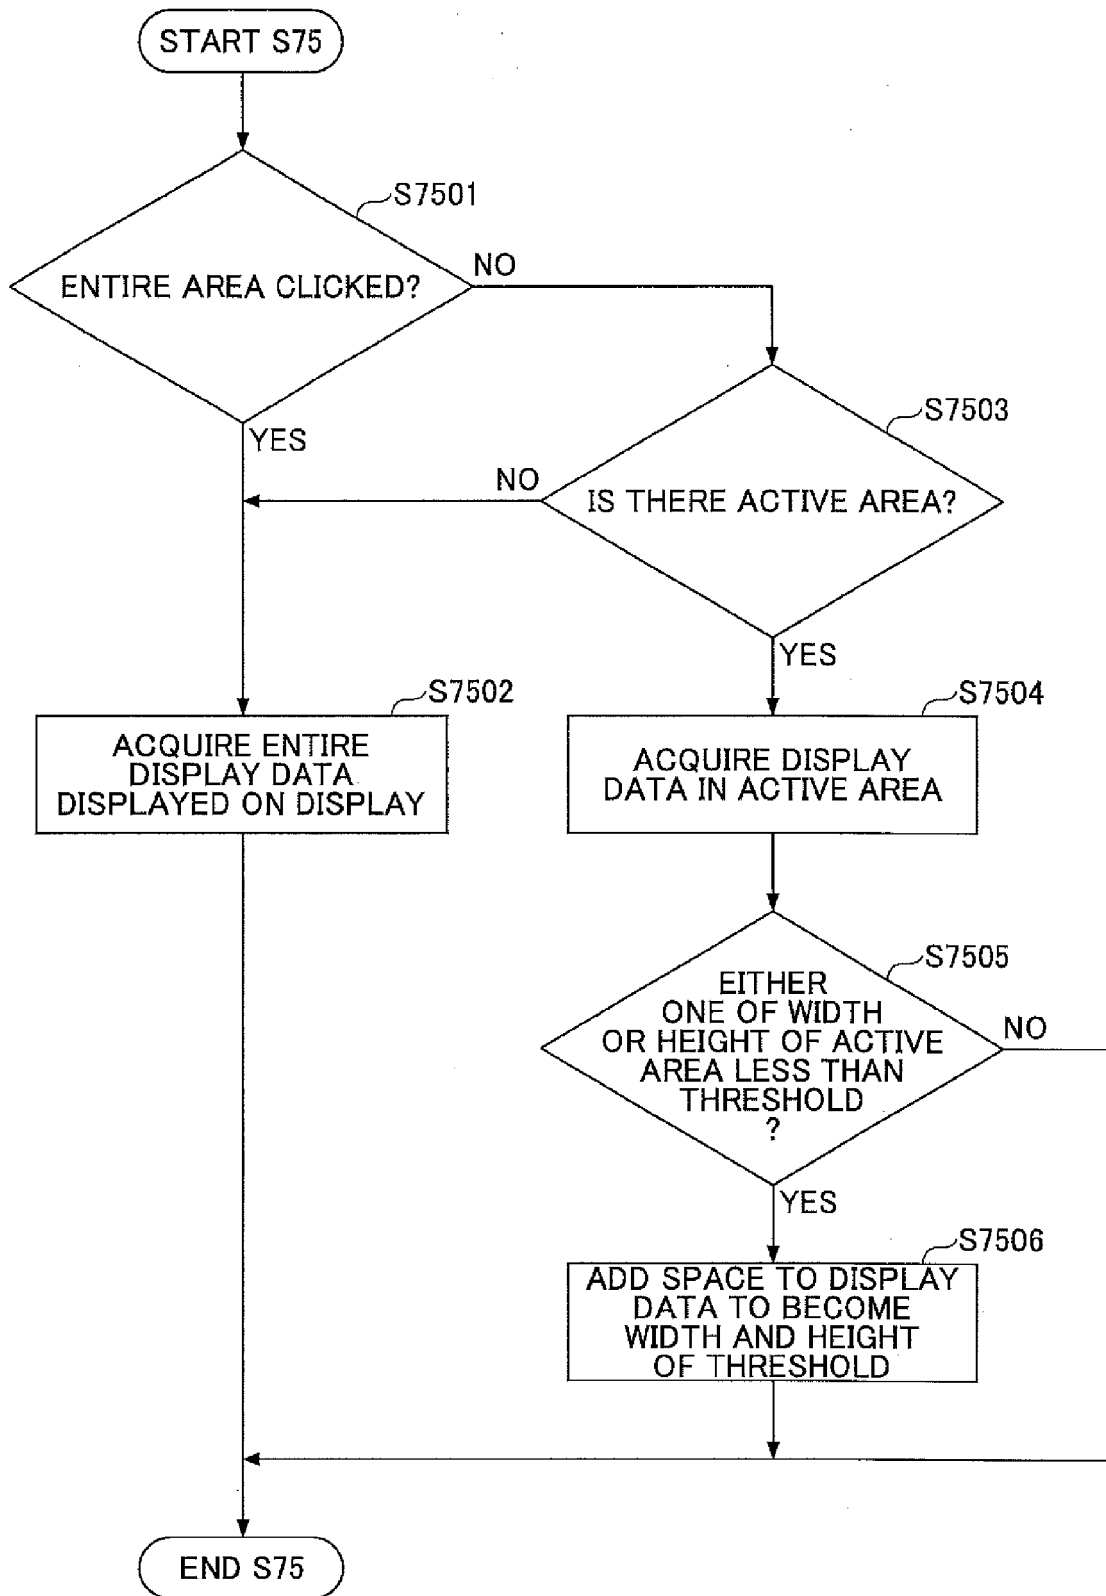 START S75
S7501
ENTIRE AREA CLICKED?
NO
YES
S7503
NO
IS THERE ACTIVE AREA?
YES
S7502
ACQUIRE ENTIRE
DISPLAY DATA
DISPLAYED ON DISPLAY
S7504
ACQUIRE DISPLAY
DATA IN ACTIVE AREA
S7505
EITHER
ONE OF WIDTH
OR HEIGHT OF ACTIVE
AREA LESS THAN
THRESHOLD
?
NO
YES
S7506
ADD SPACE TO DISPLAY
DATA TO BECOME
WIDTH AND HEIGHT
OF THRESHOLD
END S75